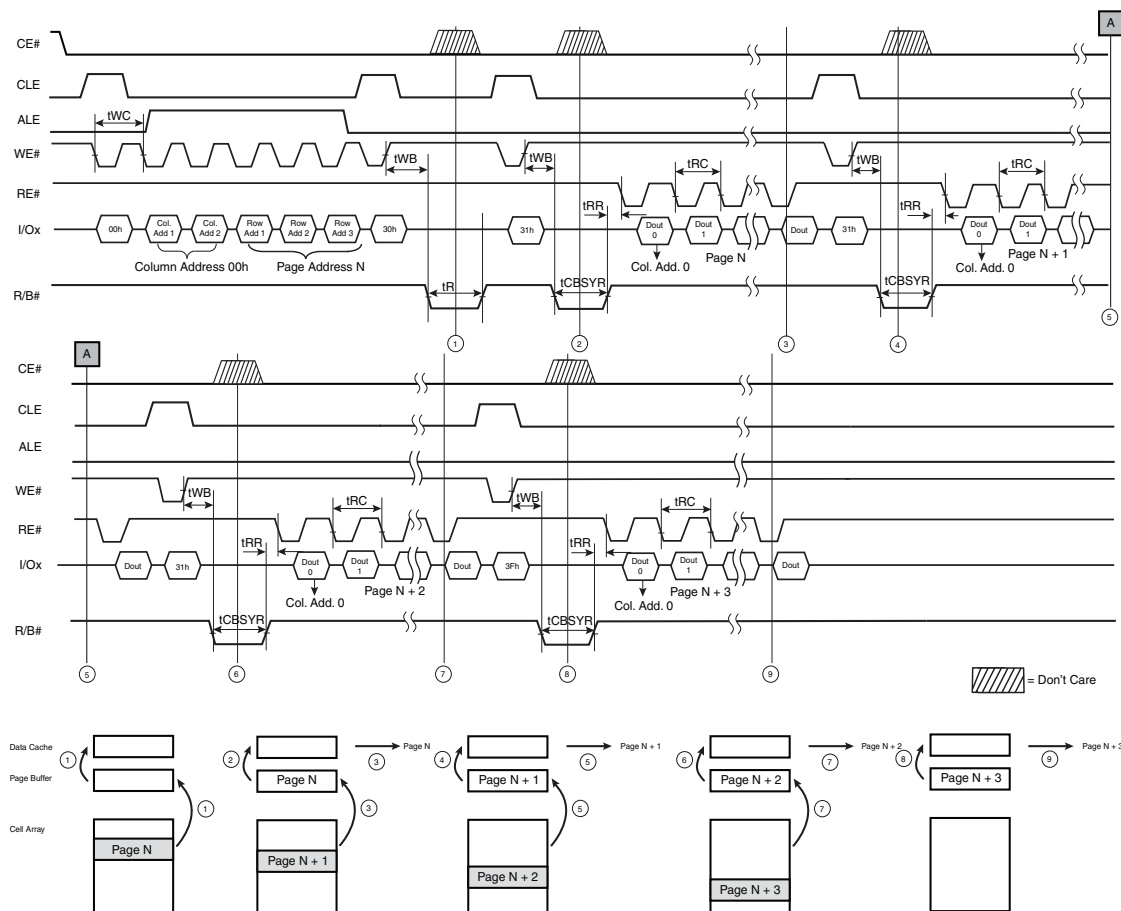 A
CE#
CLE
tWC
ALE
WE#
tWB
tWB
tWB
RE#
tRC
tRC
tRR
tRR
I/Ox
00h
Col. Add 1
Col. Add 2
Row Add 1
Row Add 2
Row Add 3
30h
31h
Dout 0
Dout 1
Dout
31h
Dout 0
Dout 1
Column Address 00h
Page Address N
Col. Add. 0
Page N
Col. Add. 0
Page N + 1
R/B#
tR
tCBSYR
tCBSYR
1
2
3
4
5
A
CE#
CLE
ALE
WE#
tWB
tWB
RE#
tRC
tRC
tRR
tRR
I/Ox
Dout
31h
Dout 0
Dout 1
Dout
3Fh
Dout 0
Dout 1
Dout
Col. Add. 0
Page N + 2
Col. Add. 0
Page N + 3
R/B#
tCBSYR
tCBSYR
5
6
7
8
9
= Don't Care
Data Cache
Page Buffer
Cell Array
1
1
Page N
2
Page N
3
Page N
3
Page N + 1
4
Page N + 1
5
Page N + 1
5
Page N + 2
6
Page N + 2
7
Page N + 2
7
Page N + 3
8
Page N + 3
9
Page N + 3